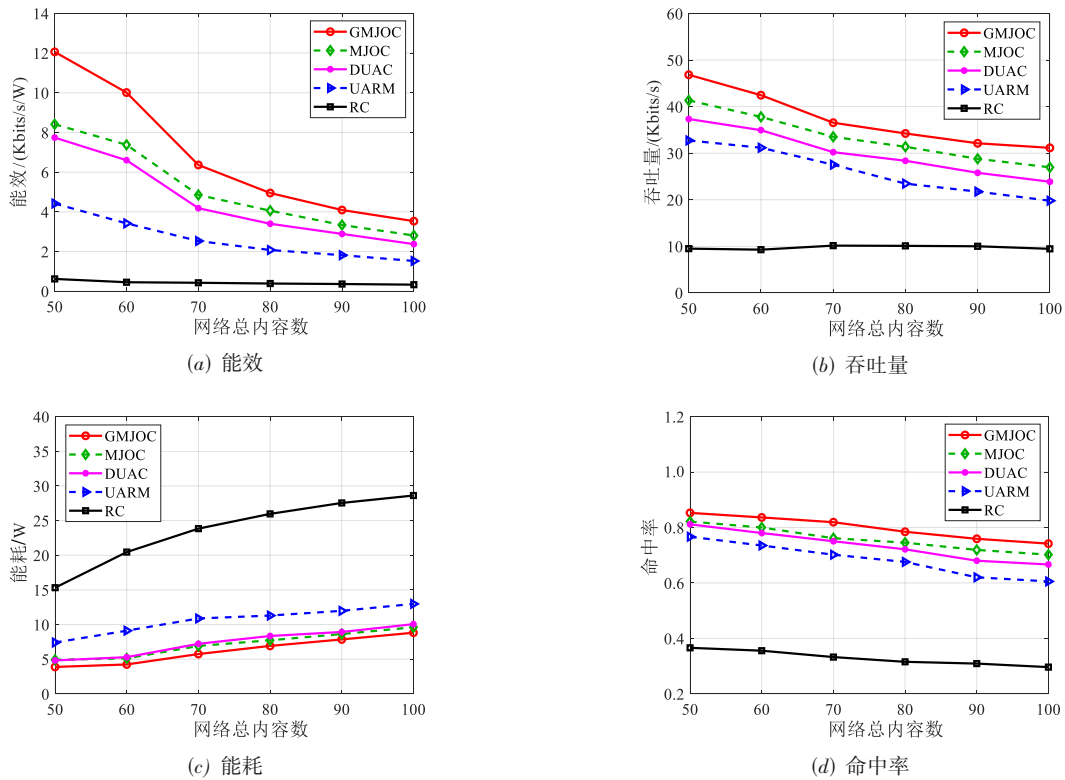 14
12
10
8
6
4
2
0
能效/(Kbits/s/W)
GMJOC
MJOC
DUAC
UARM
RC
50 60 70 80 90 100
网络总内容数
(a) 能效
60
50
40
30
20
10
0
吞吐量/(Kbits/s)
GMJOC
MJOC
DUAC
UARM
RC
50 60 70 80 90 100
网络总内容数
(b) 吞吐量
40
35
30
25
20
15
10
5
0
能耗/W
GMJOC
MJOC
DUAC
UARM
RC
50 60 70 80 90 100
网络总内容数
(c) 能耗
1.2
1.0
0.8
0.6
0.4
0.2
命中率
GMJOC
MJOC
DUAC
UARM
RC
50 60 70 80 90 100
网络总内容数
(d) 命中率